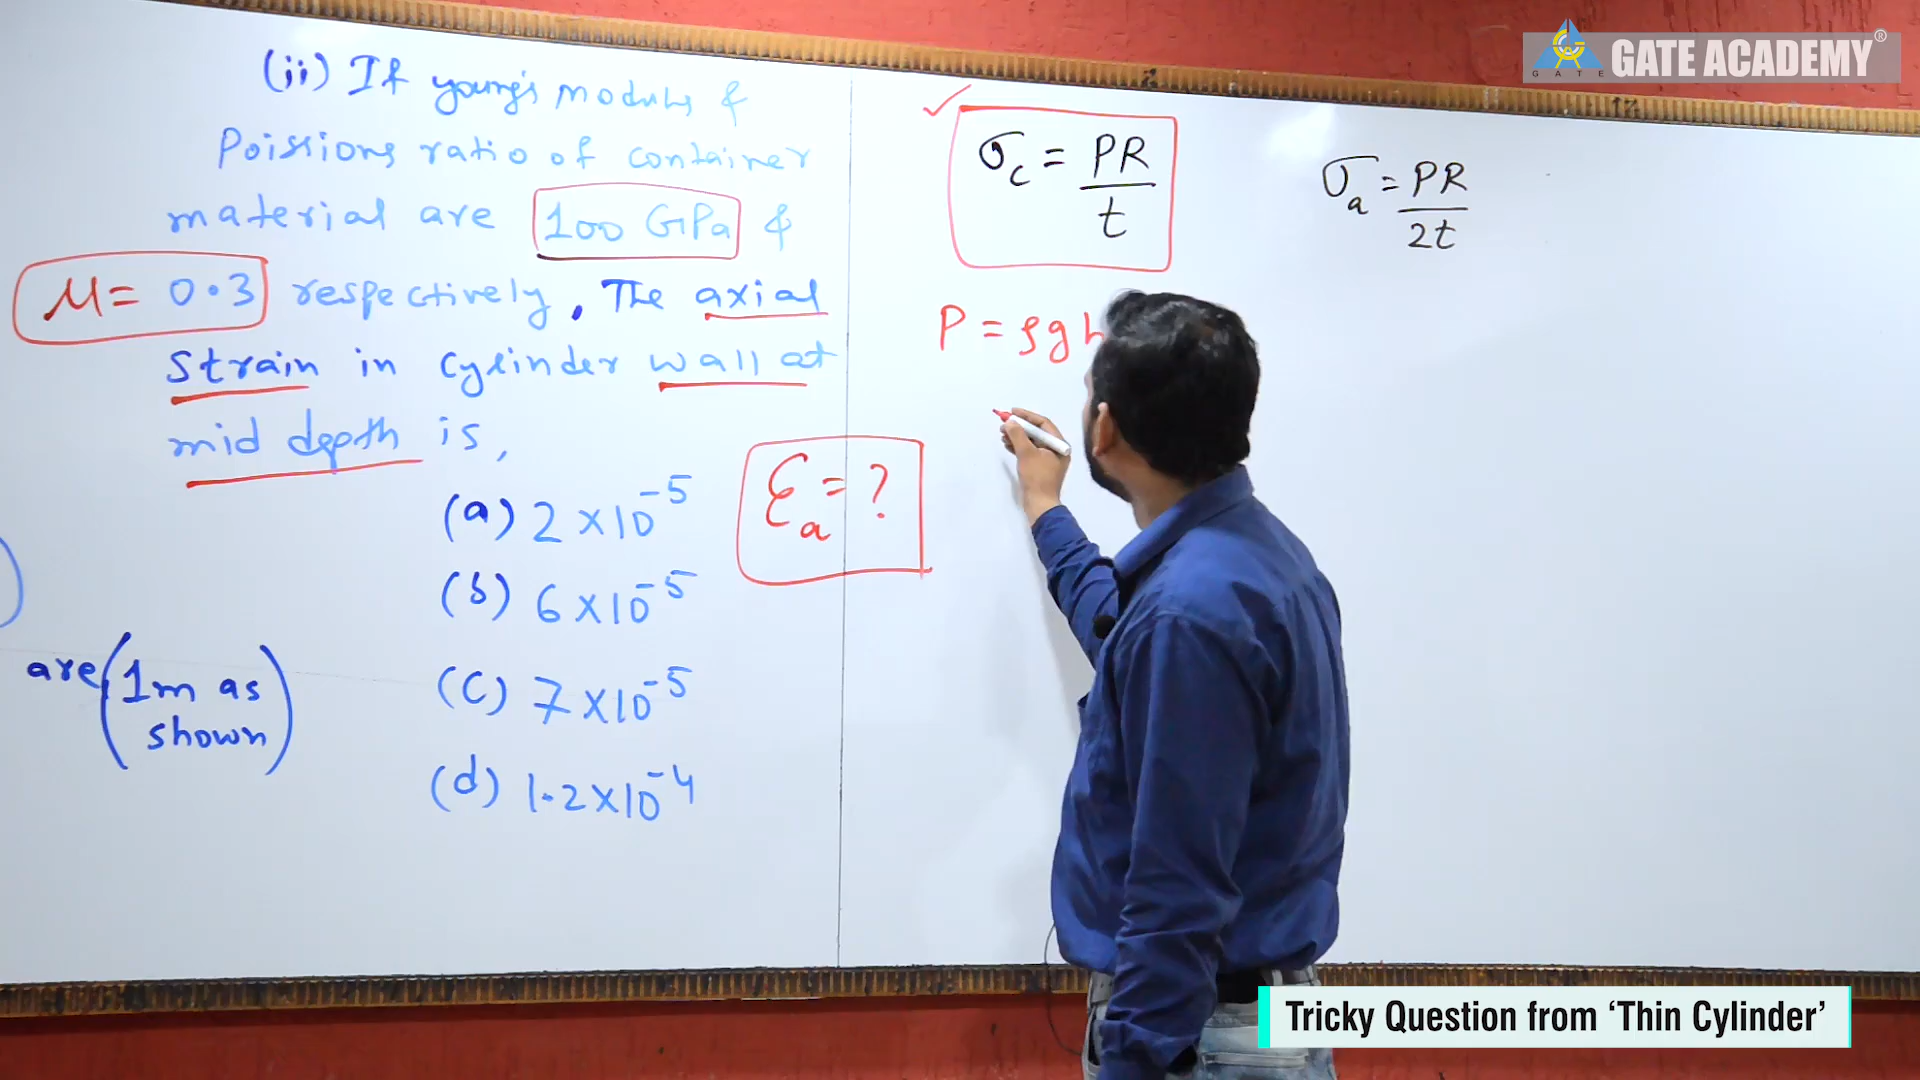 GATE
GATE ACADEMY®
(ii) If young's modulus &
Poissions ratio of container
material are 100 GPa &
μ = 0.3 respectively, The axial
strain in cylinder wall at
mid depth is,
(a) 2 × 10⁻⁵
(b) 6 × 10⁻⁵
(c) 7 × 10⁻⁵
(d) 1.2 × 10⁻⁴
are (1m as
shown)
εa = ?
σc = PR/t
σa = PR/2t
P = ρgh
Tricky Question from ‘Thin Cylinder’